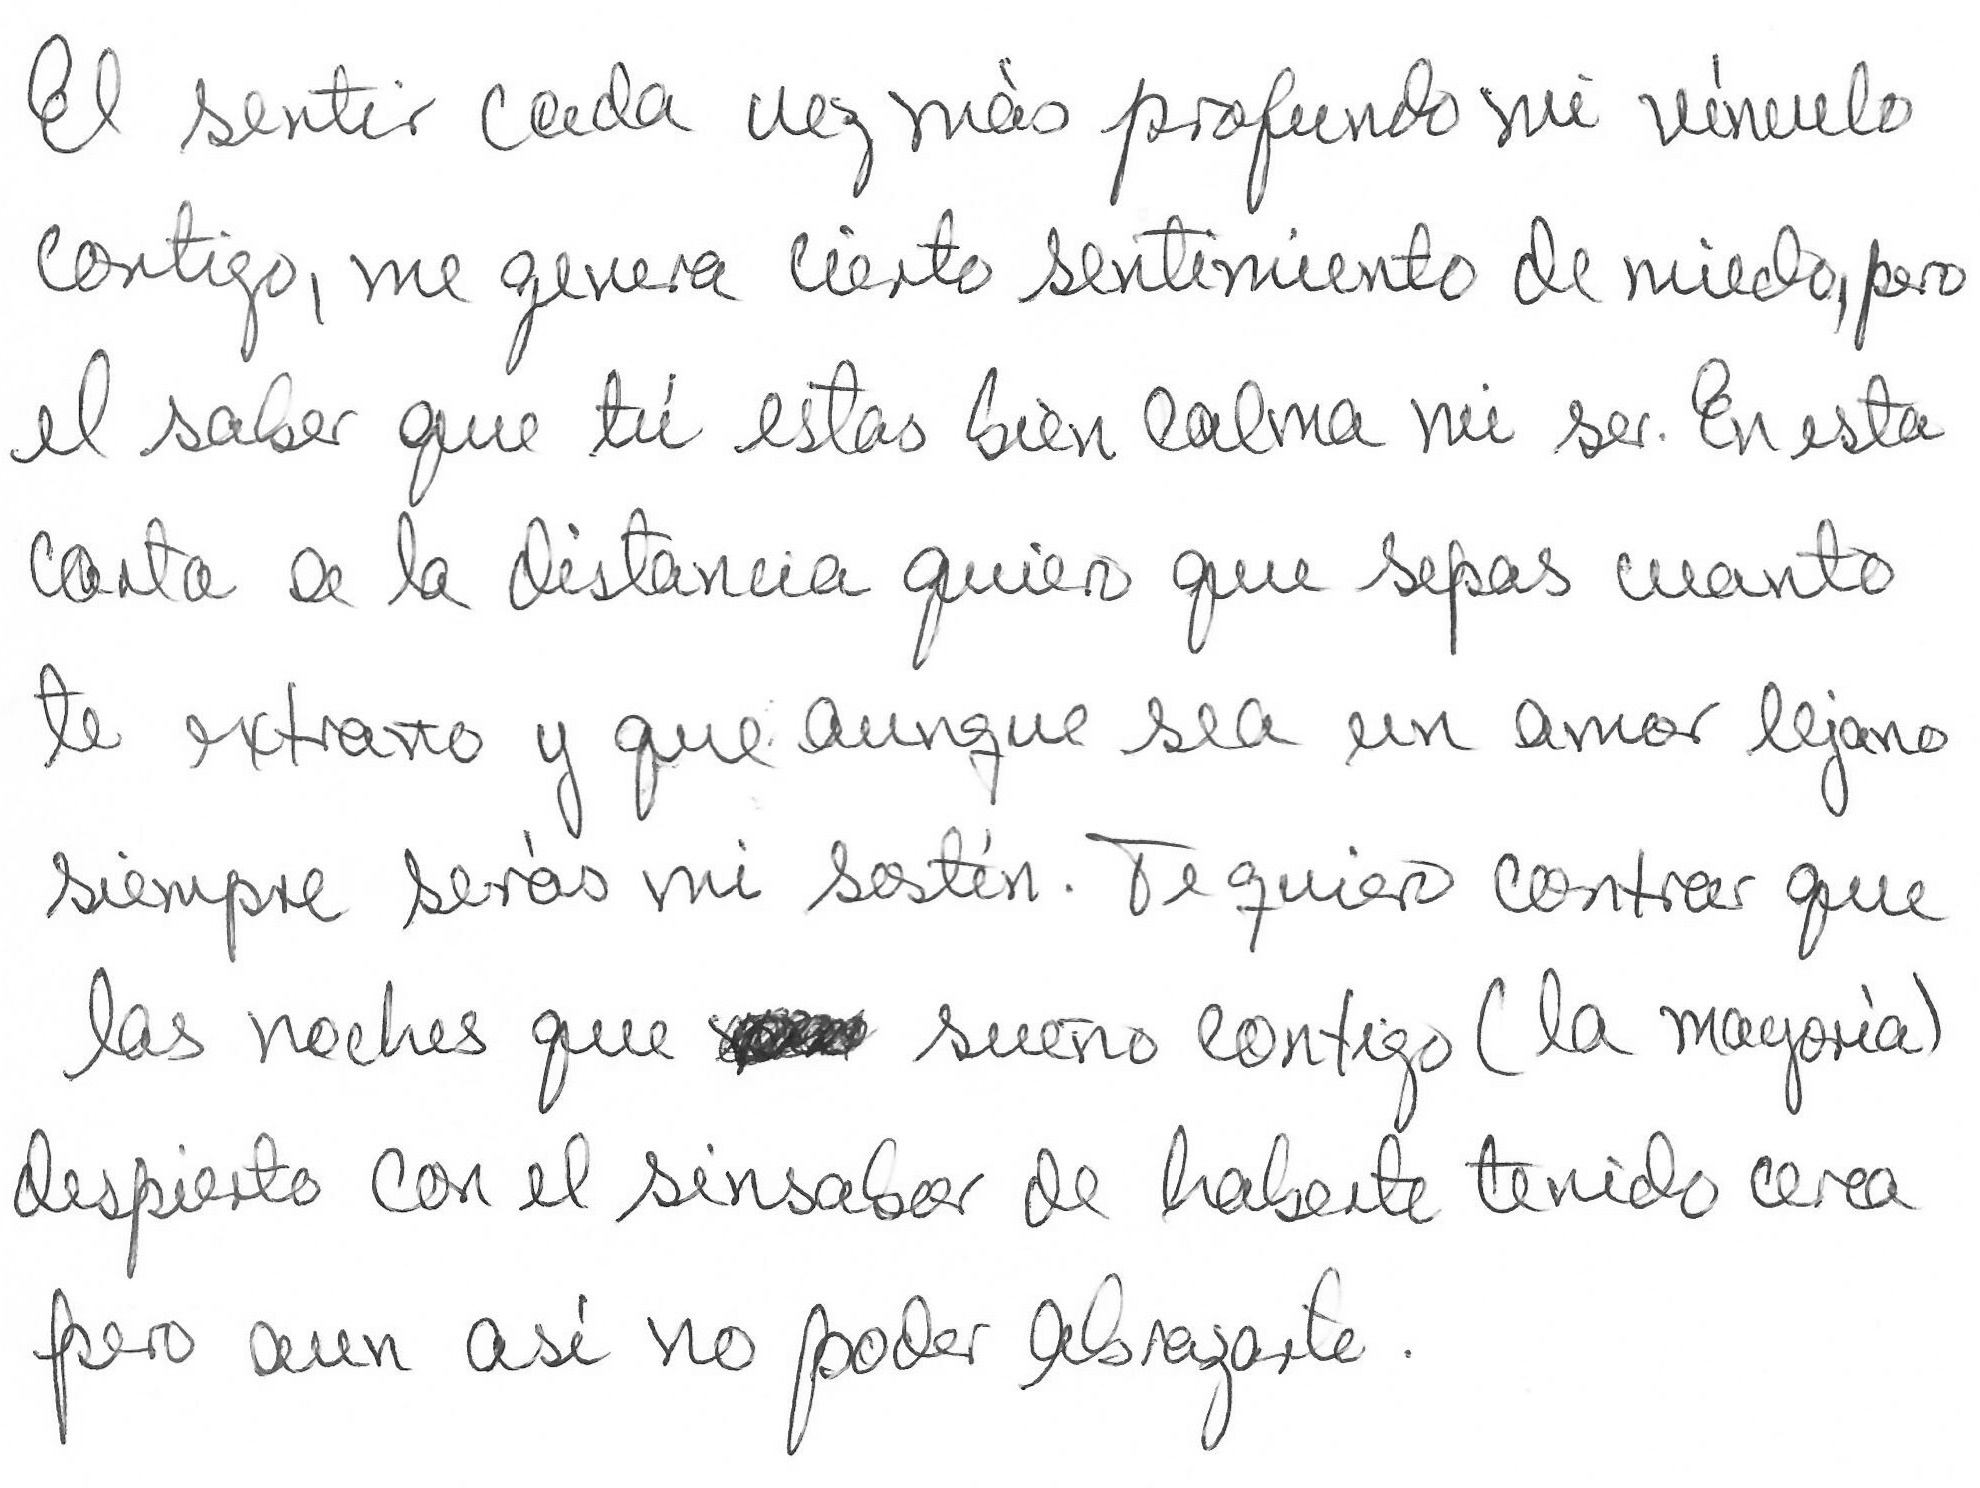 El sentir cada vez más profundo mi vínculo
contigo, me genera cierto sentimiento de miedo, pero
el saber que tú estas bien calma mi ser. En esta
carta a la distancia quiero que sepas cuanto
te extraño y que aunque sea un amor lejano
siempre serás mi sostén. Te quiero contrar que
las noches que sueño contigo (la mayoría)
despierto con el sinsabor de haberte tenido cerca
pero aun así no poder abrazarte.